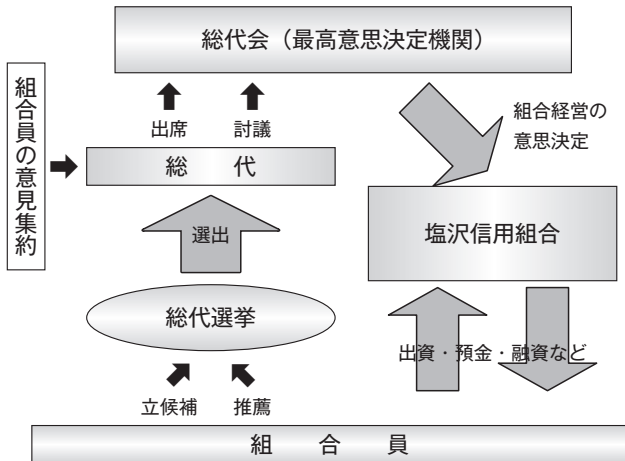 総代会（最高意思決定機関）
出席
討議
組合経営の
意思決定
組合員の意見集約
総　代
選出
塩沢信用組合
総代選挙
出資・預金・融資など
立候補
推薦
組　合　員